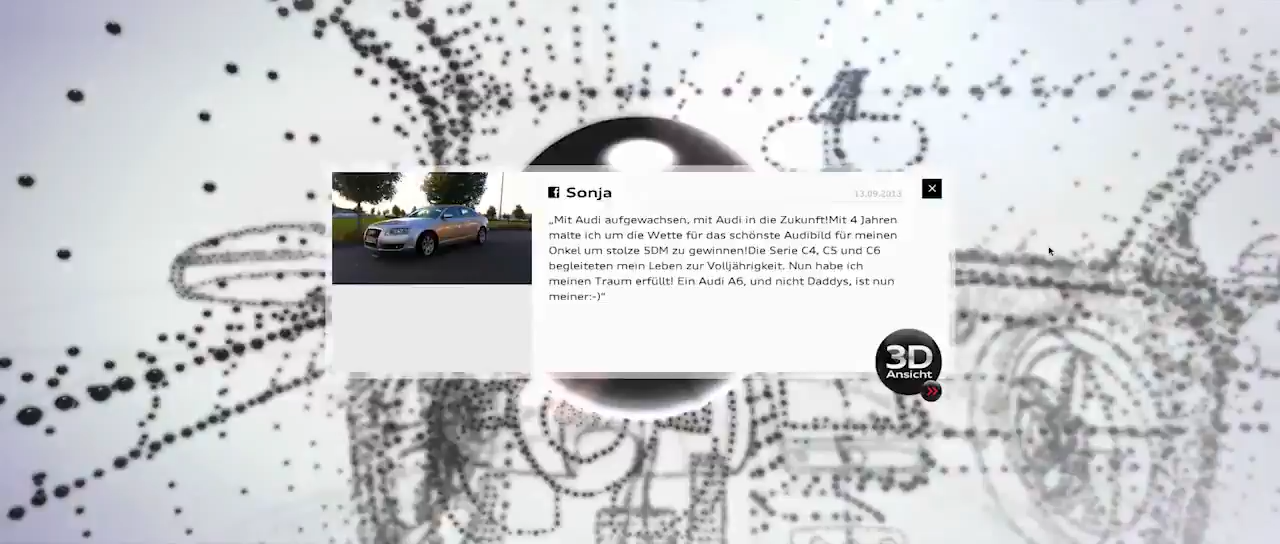 Sonja
13.09.2013
„Mit Audi aufgewachsen, mit Audi in die Zukunft!Mit 4 Jahren
malte ich um die Wette für das schönste Audibild für meinen
Onkel um stolze 5DM zu gewinnen!Die Serie C4, C5 und C6
begleiteten mein Leben zur Volljährigkeit. Nun habe ich
meinen Traum erfüllt! Ein Audi A6, und nicht Daddys, ist nun
meiner:-)"
3D
Ansicht